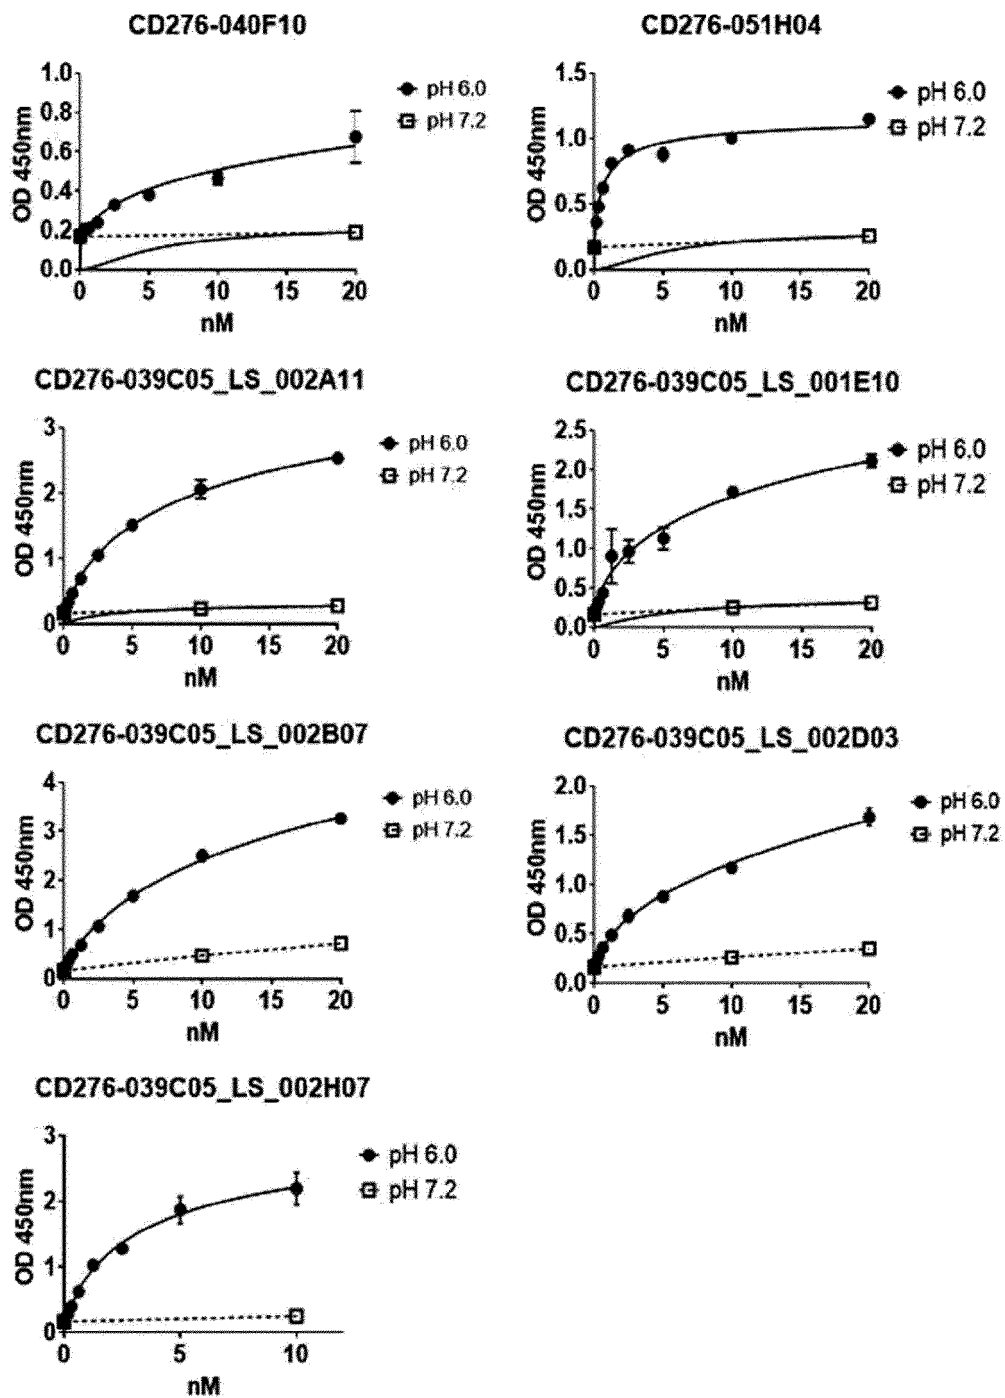 CD276-040F10
1.0
0.8
0.6
0.4
0.2
0.0
OD 450nm
0 5 10 15 20
nM
pH 6.0
pH 7.2
CD276-051H04
1.5
1.0
0.5
0.0
OD 450nm
0 5 10 15 20
nM
pH 6.0
pH 7.2
CD276-039C05_LS_002A11
3
2
1
0
OD 450nm
0 5 10 15 20
nM
pH 6.0
pH 7.2
CD276-039C05_LS_001E10
2.5
2.0
1.5
1.0
0.5
0.0
OD 450nm
0 5 10 15 20
nM
pH 6.0
pH 7.2
CD276-039C05_LS_002B07
4
3
2
1
0
OD 450nm
0 5 10 15 20
nM
pH 6.0
pH 7.2
CD276-039C05_LS_002D03
2.0
1.5
1.0
0.5
0.0
OD 450nm
0 5 10 15 20
nM
pH 6.0
pH 7.2
CD276-039C05_LS_002H07
3
2
1
0
OD 450nm
0 5 10
nM
pH 6.0
pH 7.2